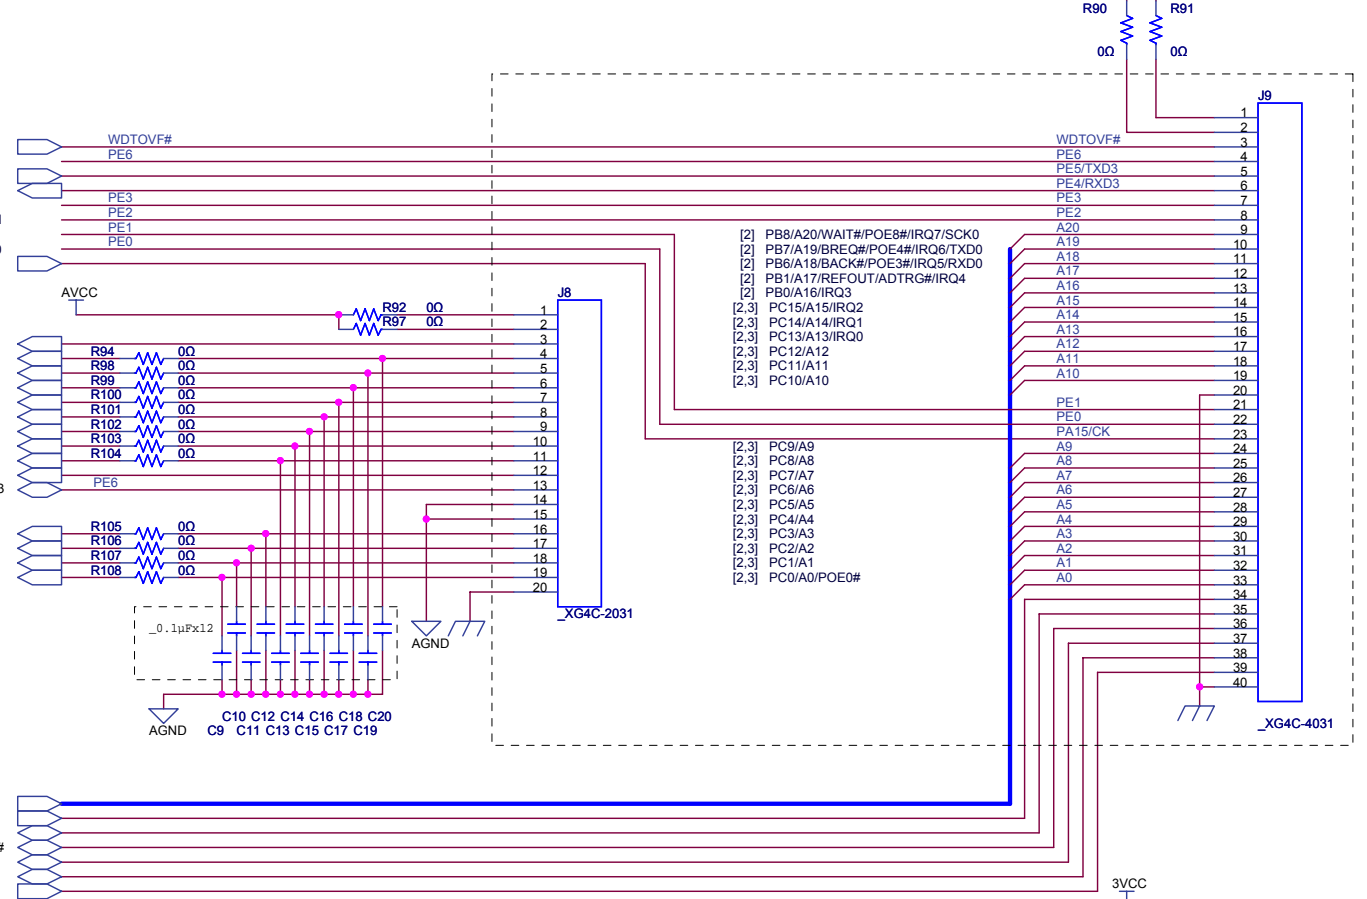 R90 R91
0Ω 0Ω
J9
WDTOVF# WDTOVF#
PE6 PE6
PE5/TXD3
PE4/RXD3
PE3 PE3
PE2 PE2
PE1
PE0
A20
A19
A18
A17
A16
A15
A14
A13
A12
A11
A10
PE1
PE0
PA15/CK
A9
A8
A7
A6
A5
A4
A3
A2
A1
A0
1
2
3
4
5
6
7
8
9
10
11
12
13
14
15
16
17
18
19
20
21
22
23
24
25
26
27
28
29
30
31
32
33
34
35
36
37
38
39
40
_XG4C-4031
[2] PB8/A20/WAIT#/POE8#/IRQ7/SCK0
[2] PB7/A19/BREQ#/POE4#/IRQ6/TXD0
[2] PB6/A18/BACK#/POE3#/IRQ5/RXD0
[2] PB1/A17/REFOUT/ADTRG#/IRQ4
[2] PB0/A16/IRQ3
[2,3] PC15/A15/IRQ2
[2,3] PC14/A14/IRQ1
[2,3] PC13/A13/IRQ0
[2,3] PC12/A12
[2,3] PC11/A11
[2,3] PC10/A10
[2,3] PC9/A9
[2,3] PC8/A8
[2,3] PC7/A7
[2,3] PC6/A6
[2,3] PC5/A5
[2,3] PC4/A4
[2,3] PC3/A3
[2,3] PC2/A2
[2,3] PC1/A1
[2,3] PC0/A0/POE0#
AVCC
J8
R92 0Ω
R97 0Ω
R94 0Ω
R98 0Ω
R99 0Ω
R100 0Ω
R101 0Ω
R102 0Ω
R103 0Ω
R104 0Ω
PE6
R105 0Ω
R106 0Ω
R107 0Ω
R108 0Ω
1
2
3
4
5
6
7
8
9
10
11
12
13
14
15
16
17
18
19
20
_XG4C-2031
_0.1μFx12
AGND
AGND
C10 C12 C14 C16 C18 C20
C9 C11 C13 C15 C17 C19
#
3VCC